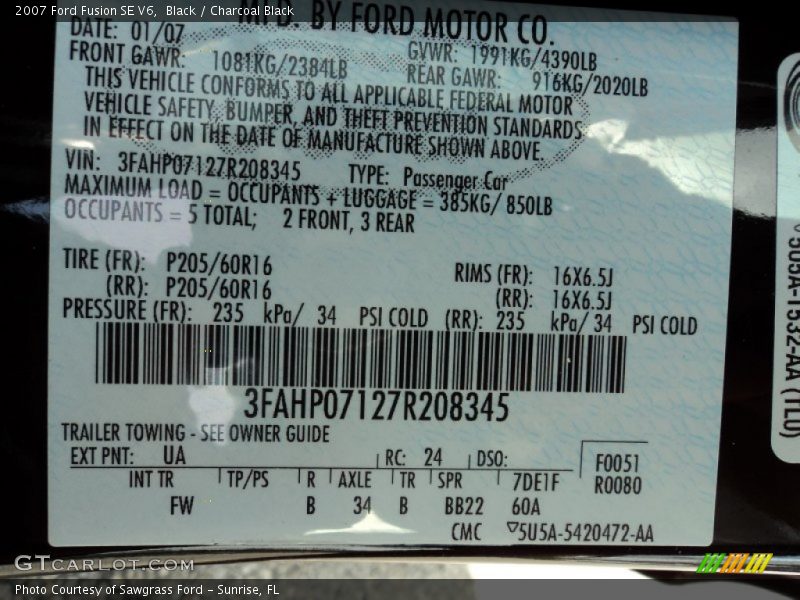 2007 Ford Fusion SE V6,  Black / Charcoal Black
MFD. BY FORD MOTOR CO.
DATE: 01/07 GVWR: 1991KG/4390LB
FRONT GAWR: 1081KG/2384LB REAR GAWR: 916KG/2020LB
THIS VEHICLE CONFORMS TO ALL APPLICABLE FEDERAL MOTOR
VEHICLE SAFETY, BUMPER, AND THEFT PREVENTION STANDARDS
IN EFFECT ON THE DATE OF MANUFACTURE SHOWN ABOVE.
VIN: 3FAHP07127R208345 TYPE: Passenger Car
MAXIMUM LOAD = OCCUPANTS + LUGGAGE = 385KG/ 850LB
OCCUPANTS = 5 TOTAL; 2 FRONT, 3 REAR
TIRE (FR): P205/60R16 RIMS (FR): 16X6.5J
(RR): P205/60R16 (RR): 16X6.5J
PRESSURE (FR): 235 kPa/ 34 PSI COLD (RR): 235 kPa/ 34 PSI COLD
3FAHP07127R208345
TRAILER TOWING - SEE OWNER GUIDE
EXT PNT: UA RC: 24 DSO: F0051
INT TR TP/PS R AXLE TR SPR 7DE1F R0080
FW B 34 B BB22 60A
CMC ▽5U5A-5420472-AA
5U5A-1532-AA (TL0)
GTCarLot.com
Photo Courtesy of Sawgrass Ford - Sunrise, FL